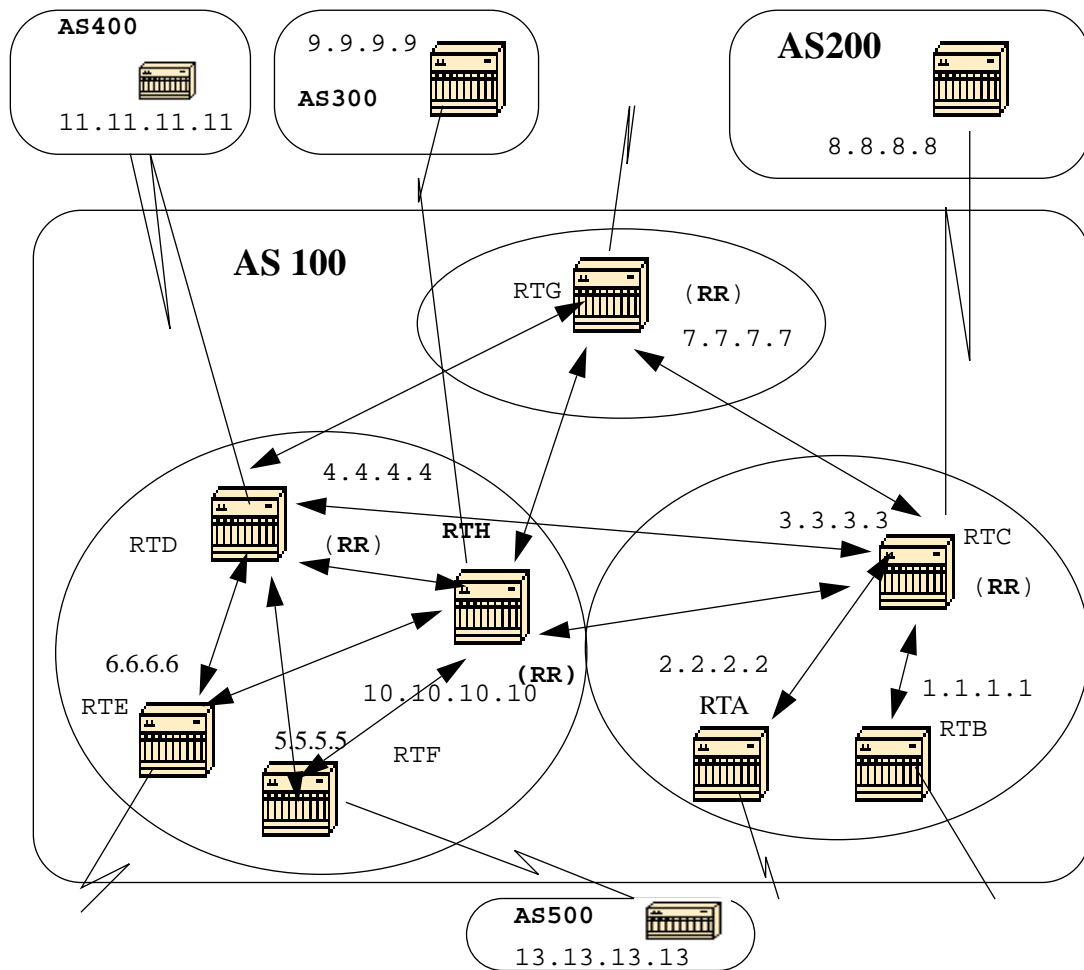 AS400
11.11.11.11
9.9.9.9
AS300
AS200
8.8.8.8
AS 100
RTG
(RR)
7.7.7.7
4.4.4.4
RTD
(RR)
RTH
3.3.3.3
RTC
(RR)
6.6.6.6
RTE
(RR)
10.10.10.10
5.5.5.5
RTF
2.2.2.2
RTA
1.1.1.1
RTB
AS500
13.13.13.13